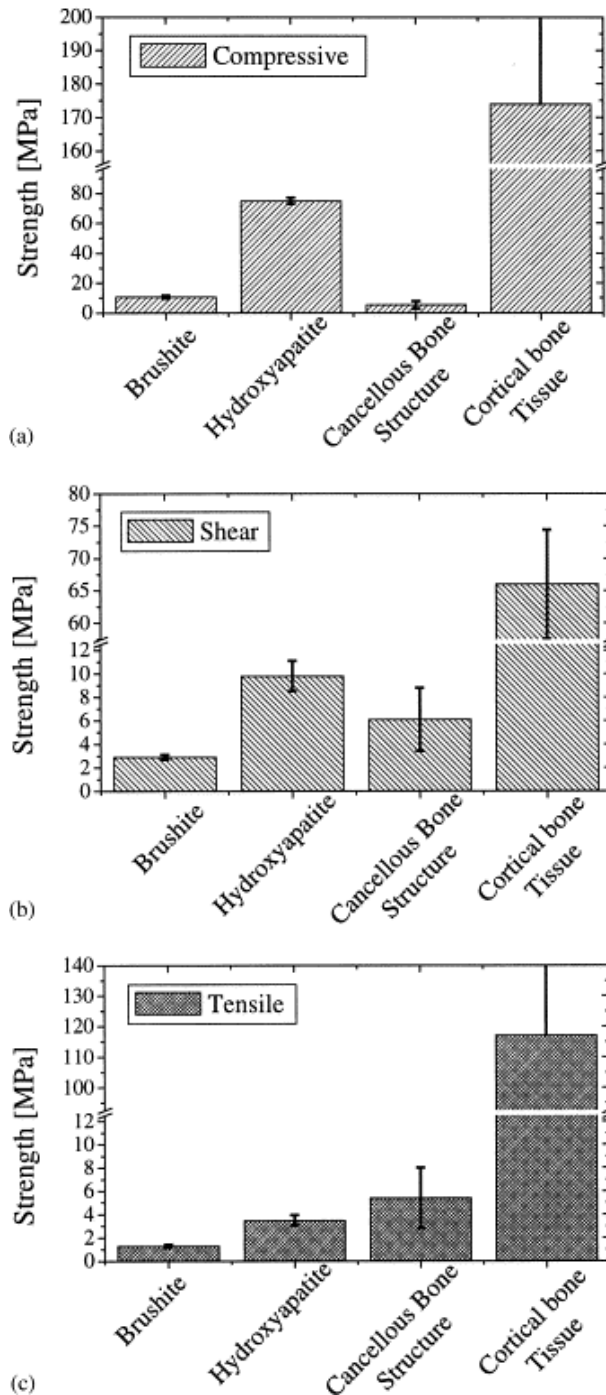 200
190
180
170
160
80
60
40
20
0
Strength [MPa]
Compressive
Brushite
Hydroxyapatite
Cancellous Bone
Structure
Cortical bone
Tissue
(a)
80
75
70
65
60
12
10
8
6
4
2
0
Strength [MPa]
Shear
Brushite
Hydroxyapatite
Cancellous Bone
Structure
Cortical bone
Tissue
(b)
140
130
120
110
100
12
10
8
6
4
2
0
Strength [MPa]
Tensile
Brushite
Hydroxyapatite
Cancellous Bone
Structure
Cortical bone
Tissue
(c)